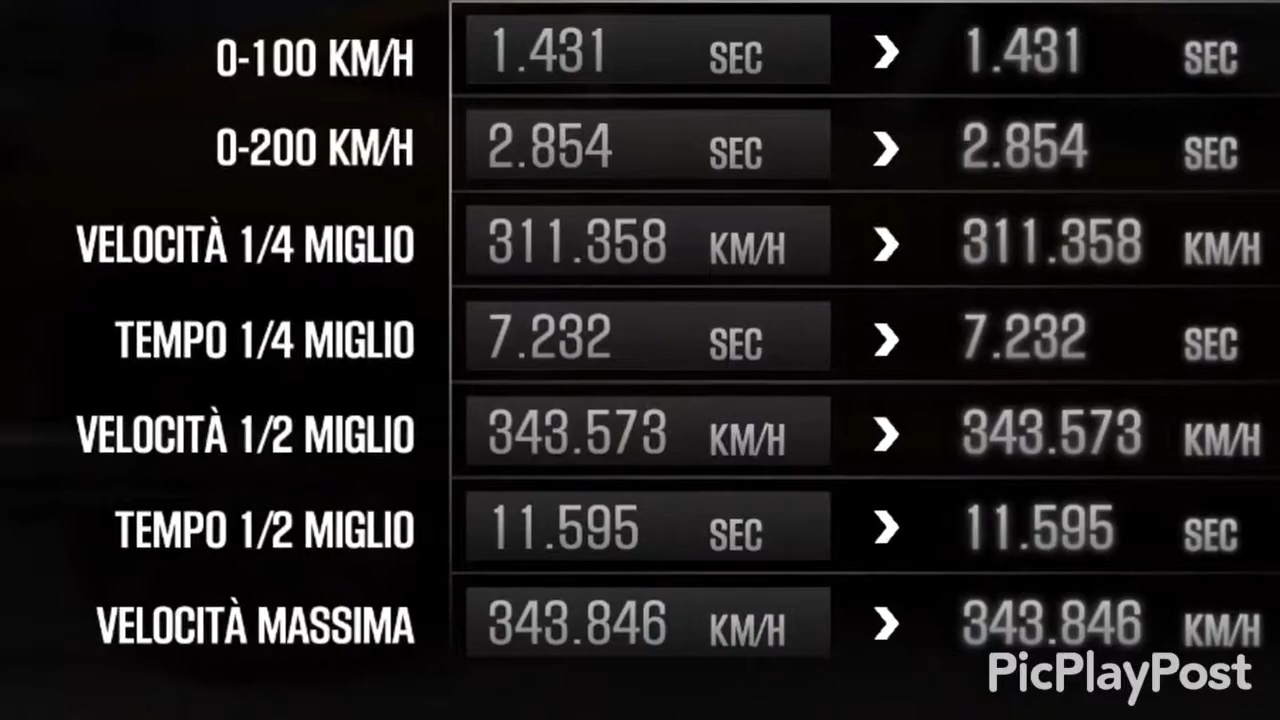 0-100 KM/H 1.431 SEC > 1.431 SEC
0-200 KM/H 2.854 SEC > 2.854 SEC
VELOCITÀ 1/4 MIGLIO 311.358 KM/H > 311.358 KM/H
TEMPO 1/4 MIGLIO 7.232 SEC > 7.232 SEC
VELOCITÀ 1/2 MIGLIO 343.573 KM/H > 343.573 KM/H
TEMPO 1/2 MIGLIO 11.595 SEC > 11.595 SEC
VELOCITÀ MASSIMA 343.846 KM/H > 343.846 KM/H
PicPlayPost